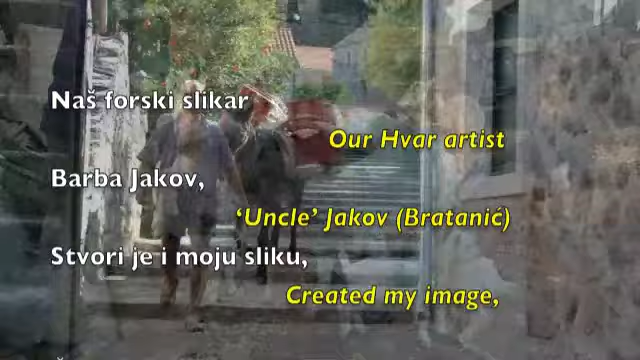 Naš forski slikar
Our Hvar artist
Barba Jakov,
‘Uncle’ Jakov (Bratanić)
Stvori je i moju sliku,
Created my image,